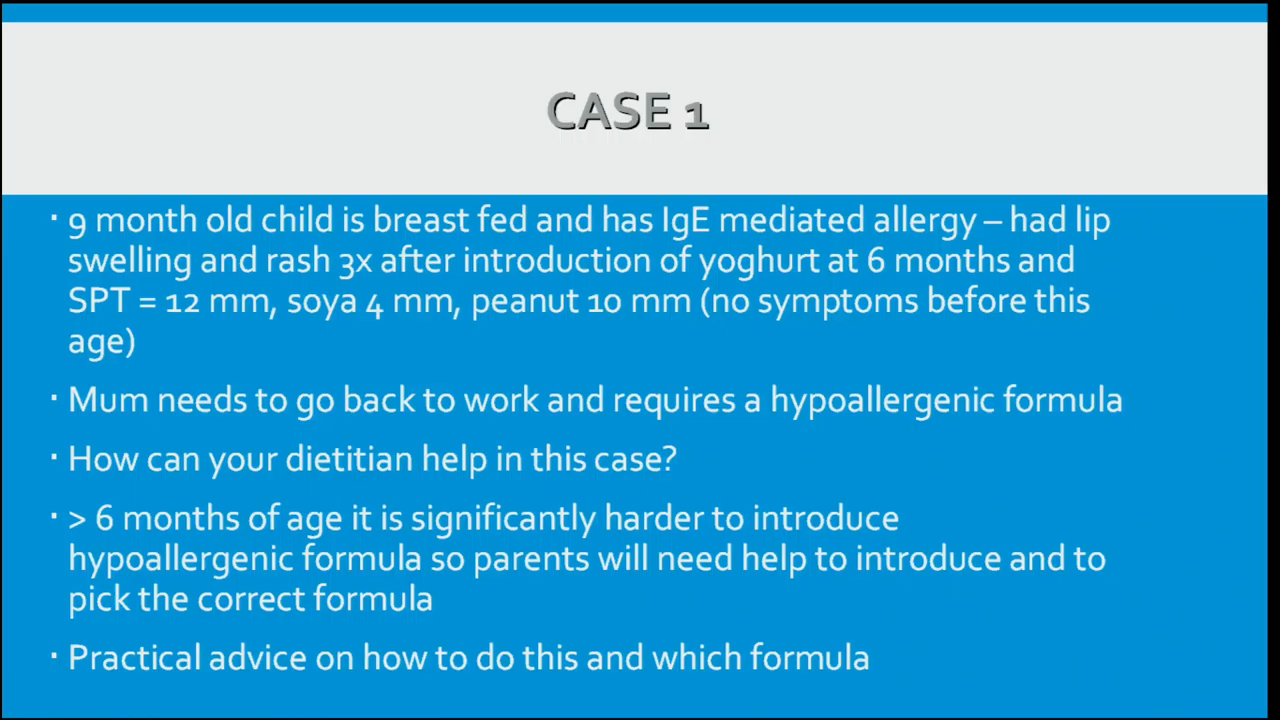 CASE 1
▪ 9 month old child is breast fed and has IgE mediated allergy – had lip
swelling and rash 3x after introduction of yoghurt at 6 months and
SPT = 12 mm, soya 4 mm, peanut 10 mm (no symptoms before this
age)
▪ Mum needs to go back to work and requires a hypoallergenic formula
▪ How can your dietitian help in this case?
▪ > 6 months of age it is significantly harder to introduce
hypoallergenic formula so parents will need help to introduce and to
pick the correct formula
▪ Practical advice on how to do this and which formula